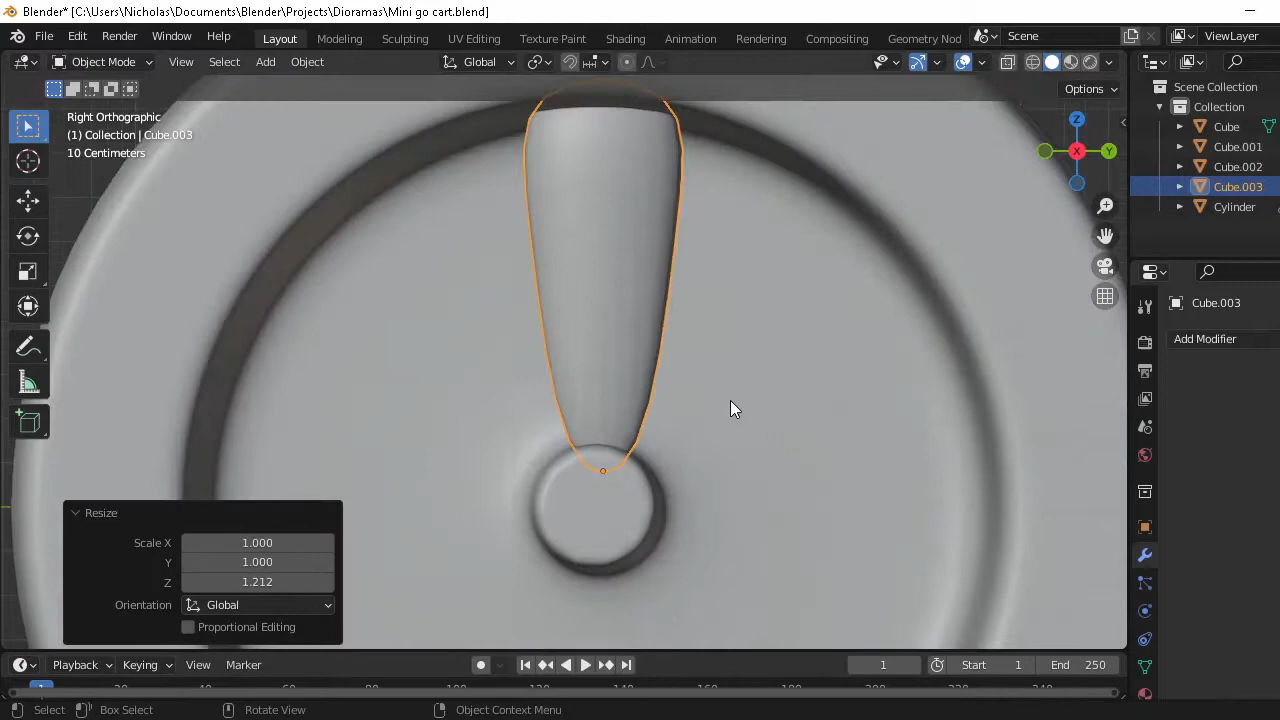 Blender* [C:\Users\Nicholas\Documents\Blender\Projects\Dioramas\Mini go cart.blend]
File Edit Render Window Help Layout Modeling Sculpting UV Editing Texture Paint Shading Animation Rendering Compositing Geometry Nod Scene ViewLayer
Object Mode View Select Add Object Global
Options
Right Orthographic
(1) Collection | Cube.003
10 Centimeters
Z
X
Y
Scene Collection
Collection
Cube
Cube.001
Cube.002
Cube.003
Cylinder
Cube.003
Add Modifier
Resize
Scale X 1.000
Y 1.000
Z 1.212
Orientation Global
Proportional Editing
Playback Keying View Marker 1 Start 1 End 250
1
Select Box Select Rotate View Object Context Menu